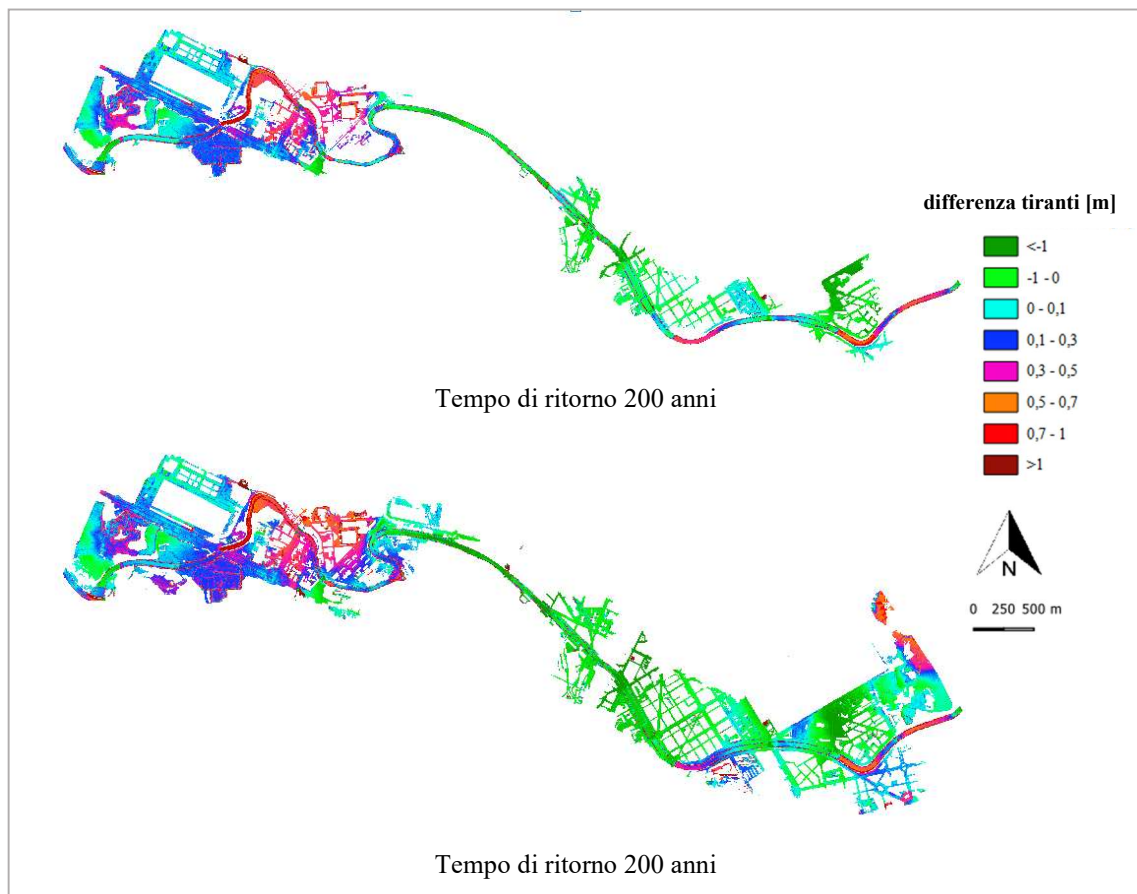 differenza tiranti [m]
<-1
-1 - 0
0 - 0,1
0,1 - 0,3
0,3 - 0,5
0,5 - 0,7
0,7 - 1
>1
Tempo di ritorno 200 anni
N
0 250 500 m
Tempo di ritorno 200 anni